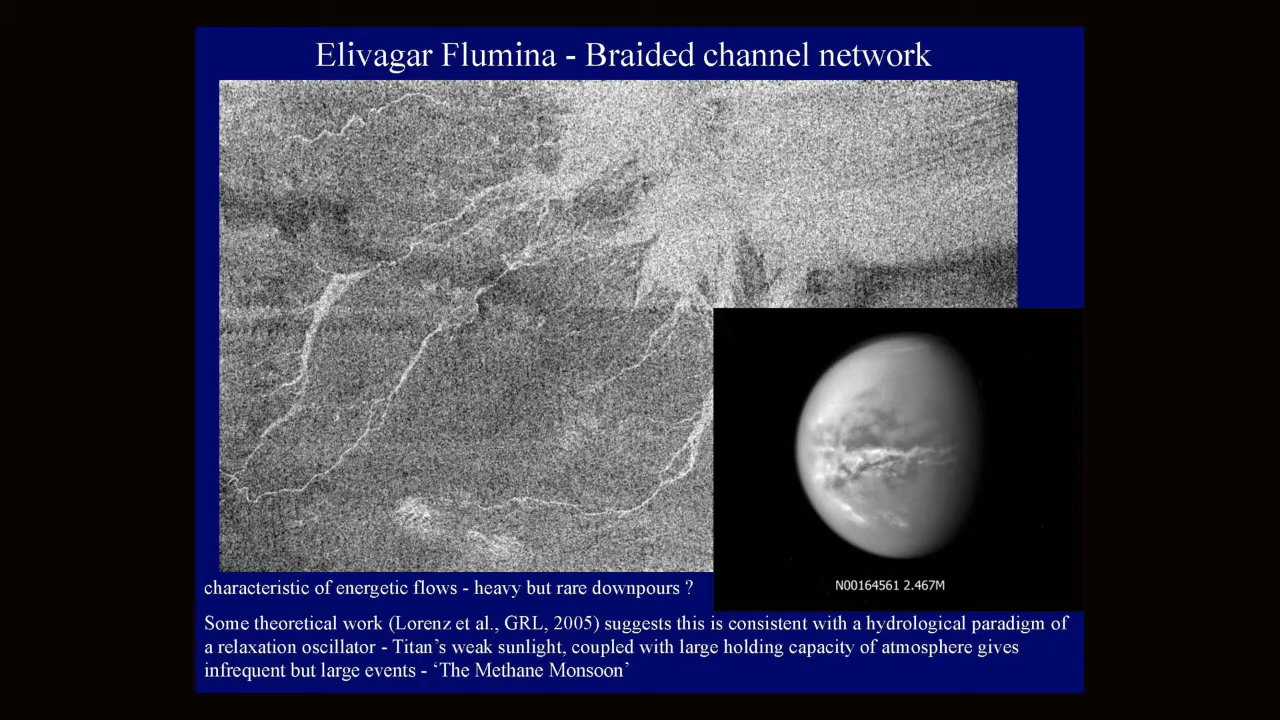 Elivagar Flumina - Braided channel network
N00164561 2.467M
characteristic of energetic flows - heavy but rare downpours ?
Some theoretical work (Lorenz et al., GRL, 2005) suggests this is consistent with a hydrological paradigm of
a relaxation oscillator - Titan’s weak sunlight, coupled with large holding capacity of atmosphere gives
infrequent but large events - ‘The Methane Monsoon’